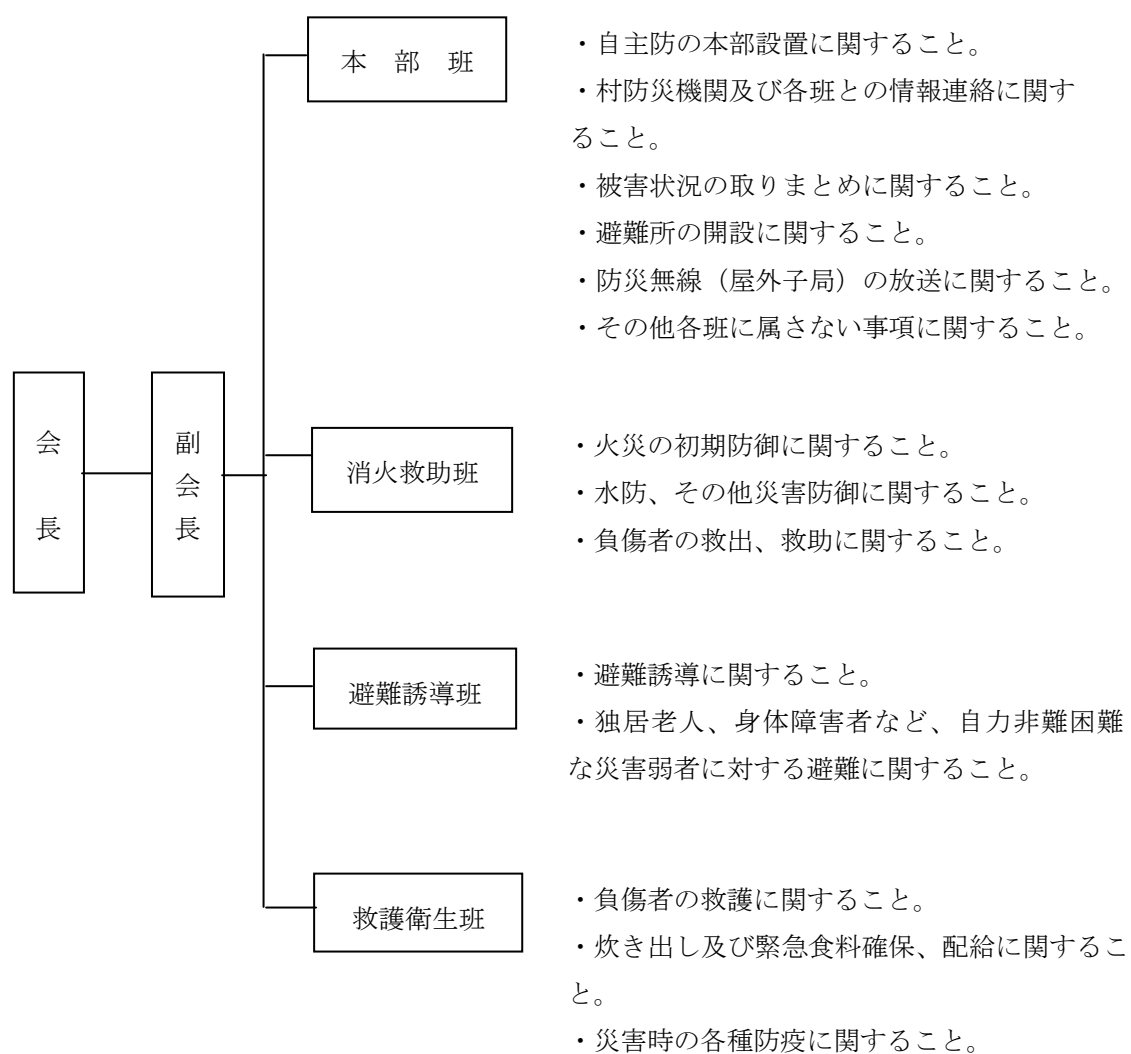 本　部　班
・自主防の本部設置に関すること。
・村防災機関及び各班との情報連絡に関す
ること。
・被害状況の取りまとめに関すること。
・避難所の開設に関すること。
・防災無線（屋外子局）の放送に関すること。
・その他各班に属さない事項に関すること。
会　長
副会長
消火救助班
・火災の初期防御に関すること。
・水防、その他災害防御に関すること。
・負傷者の救出、救助に関すること。
避難誘導班
・避難誘導に関すること。
・独居老人、身体障害者など、自力非難困難
な災害弱者に対する避難に関すること。
救護衛生班
・負傷者の救護に関すること。
・炊き出し及び緊急食料確保、配給に関するこ
と。
・災害時の各種防疫に関すること。